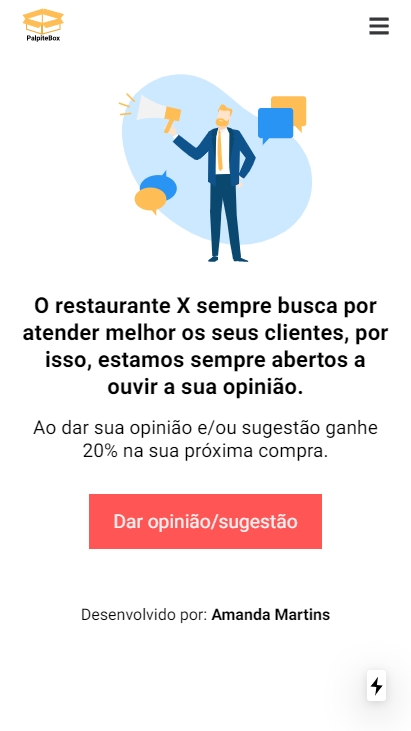 PalpiteBox
O restaurante X sempre busca por
atender melhor os seus clientes, por
isso, estamos sempre abertos a
ouvir a sua opinião.
Ao dar sua opinião e/ou sugestão ganhe
20% na sua próxima compra.
Dar opinião/sugestão
Desenvolvido por: Amanda Martins